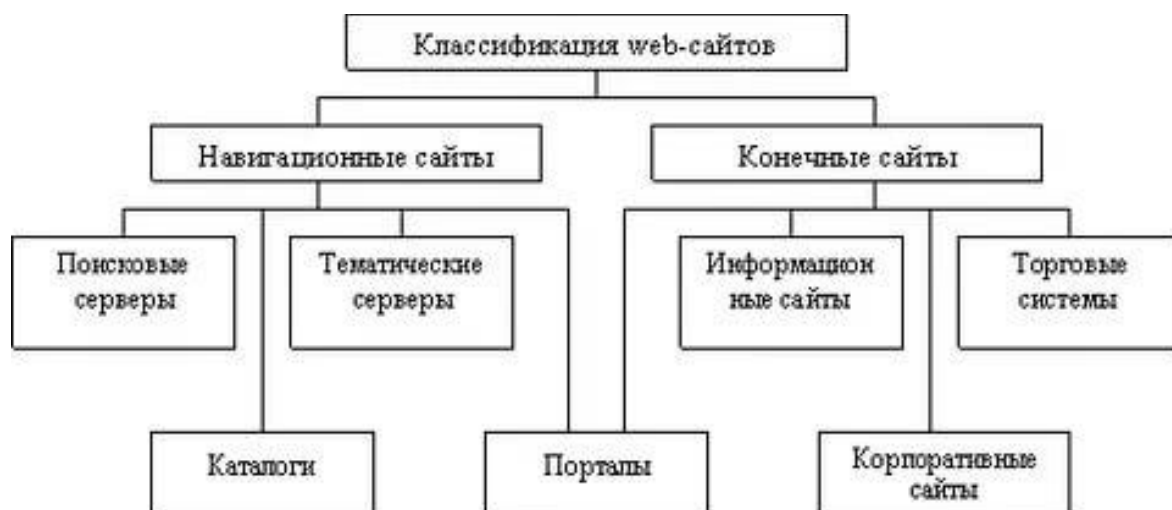 Классификация web-сайтов
Навигационные сайты
Конечные сайты
Поисковые
серверы
Тематические
серверы
Информацион
ные сайты
Торговые
системы
Каталоги
Порталы
Корпоративные
сайты